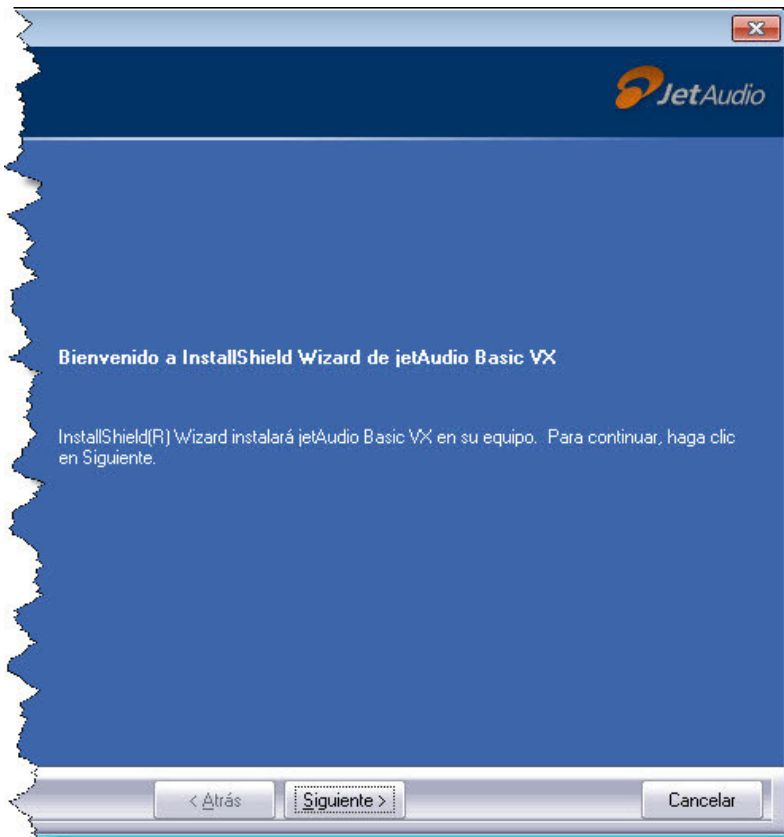 JetAudio
Bienvenido a InstallShield Wizard de jetAudio Basic VX
InstallShield(R) Wizard instalará jetAudio Basic VX en su equipo.  Para continuar, haga clic
en Siguiente.
< Atrás
Siguiente >
Cancelar